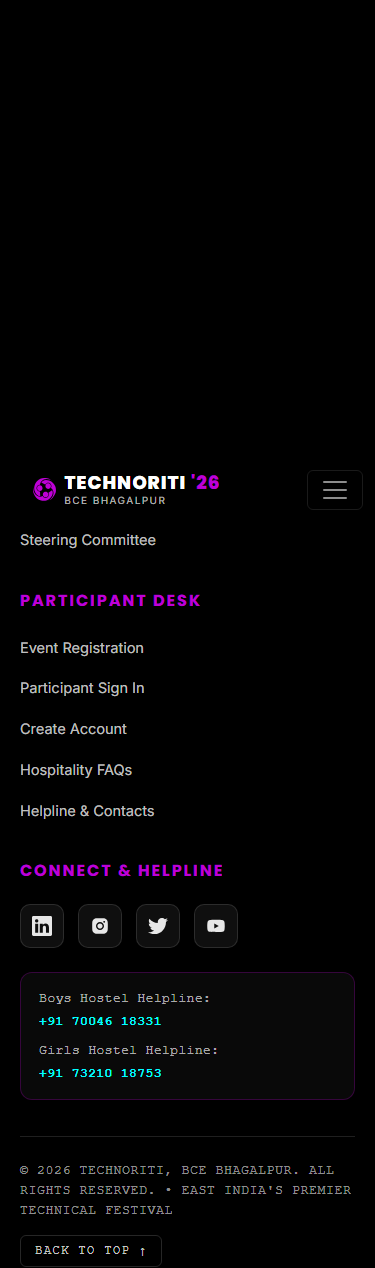 TECHNORITI '26
BCE BHAGALPUR
Steering Committee
PARTICIPANT DESK
Event Registration
Participant Sign In
Create Account
Hospitality FAQs
Helpline & Contacts
CONNECT & HELPLINE
Boys Hostel Helpline:
+91 70046 18331
Girls Hostel Helpline:
+91 73210 18753
© 2026 TECHNORITI, BCE BHAGALPUR. ALL
RIGHTS RESERVED. • EAST INDIA'S PREMIER
TECHNICAL FESTIVAL
BACK TO TOP ↑